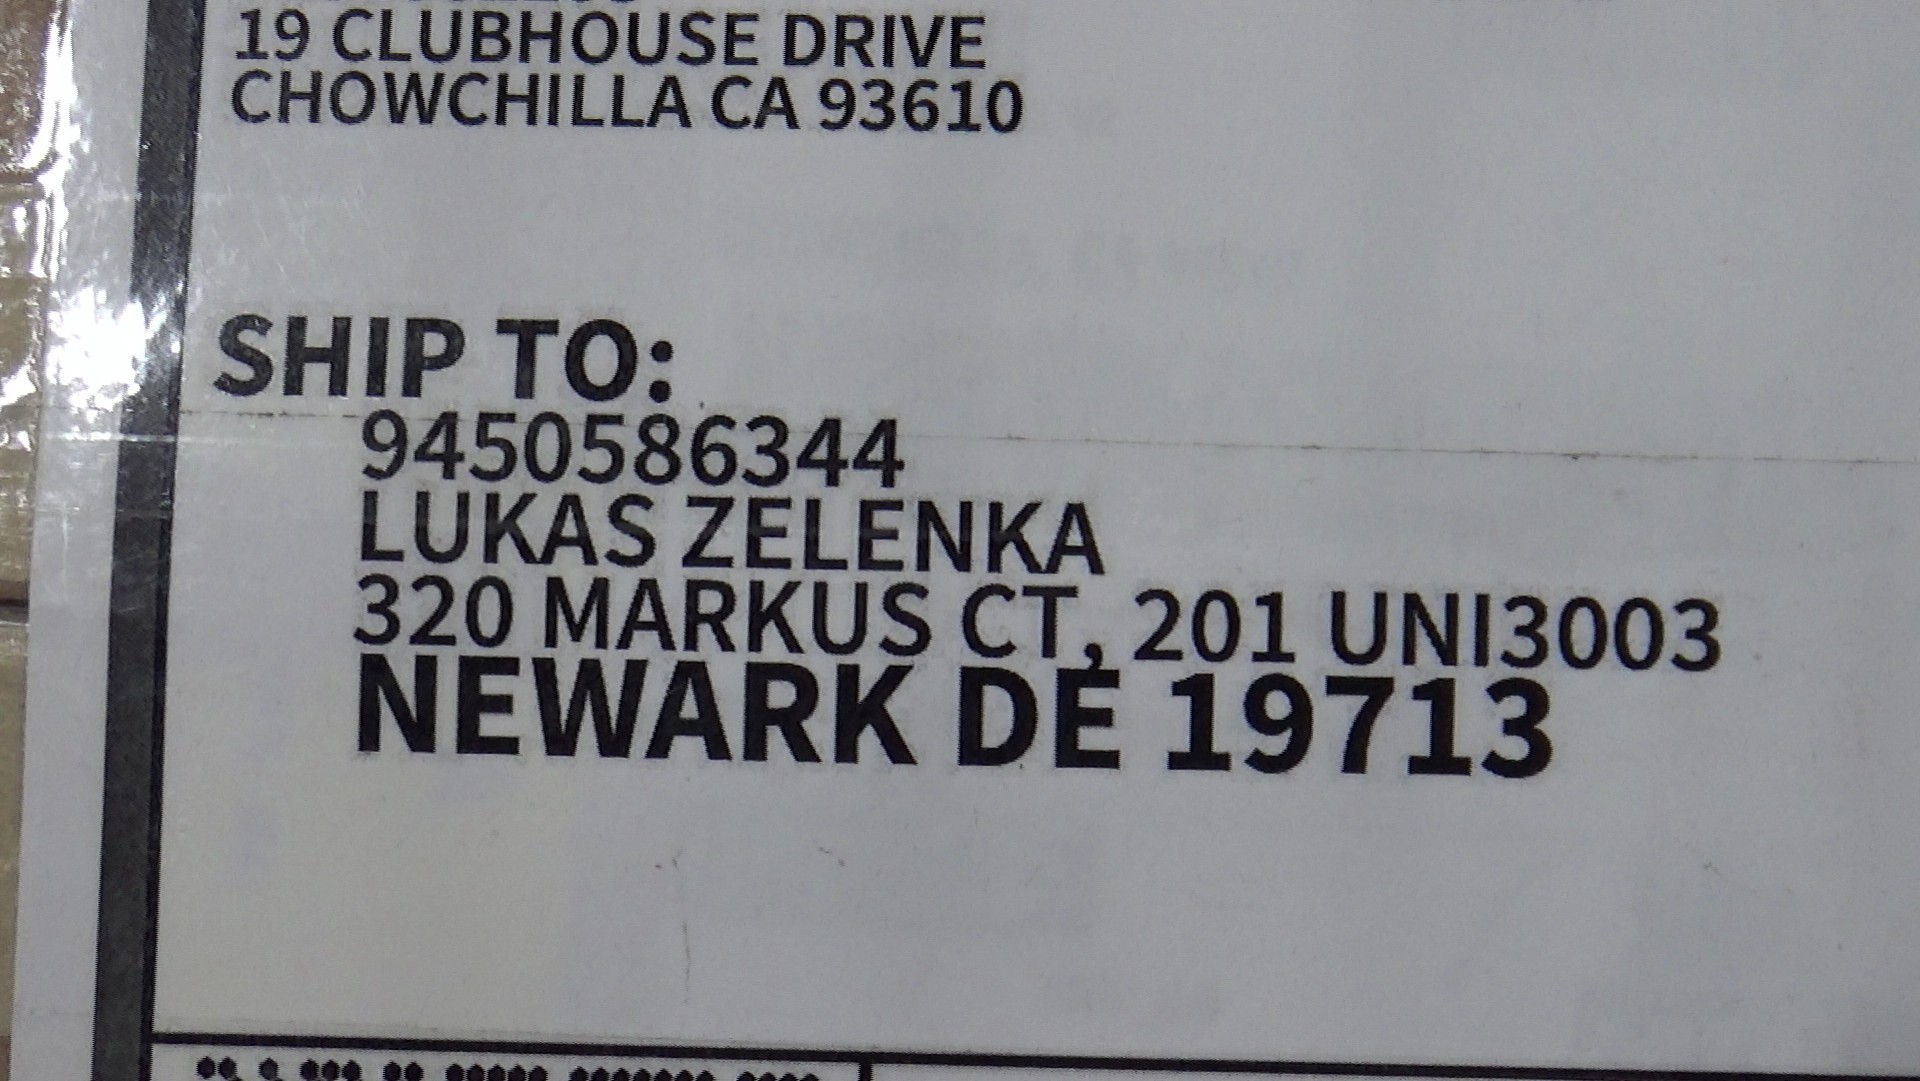 19 CLUBHOUSE DRIVE
CHOWCHILLA CA 93610
SHIP TO:
9450586344
LUKAS ZELENKA
320 MARKUS CT, 201 UNI3003
NEWARK DE 19713